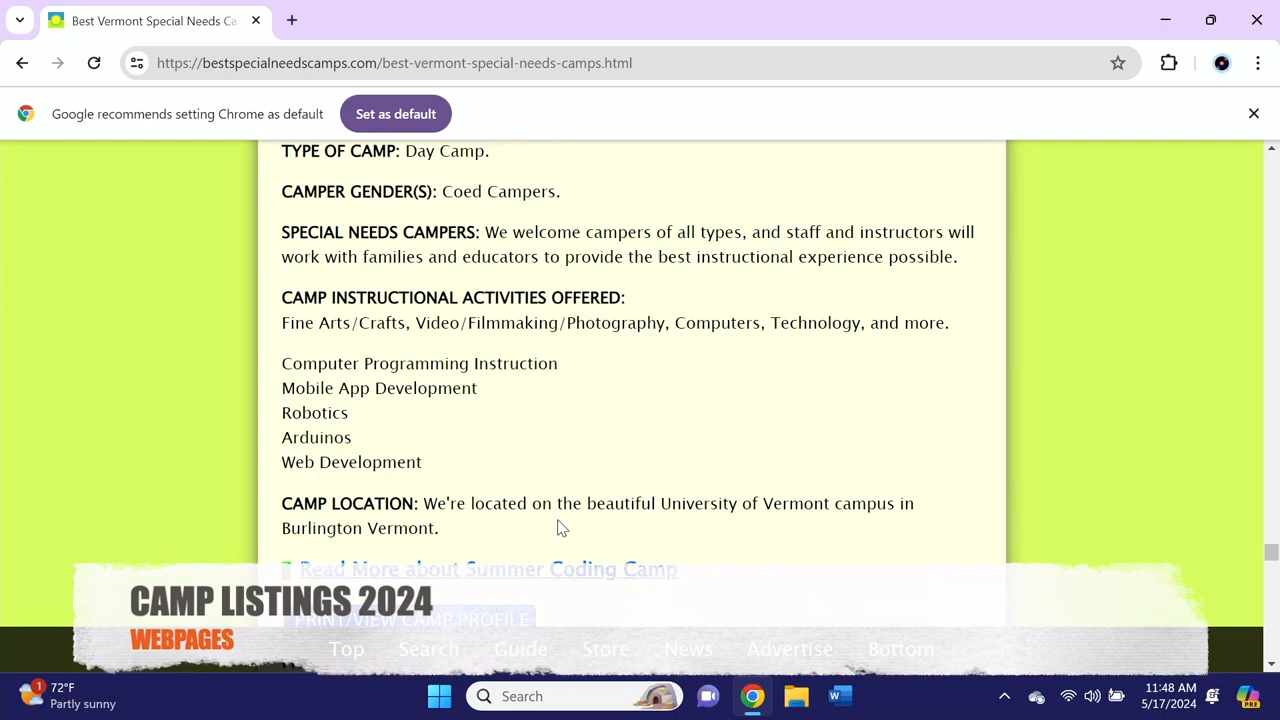 Best Vermont Special Needs Ca
https://bestspecialneedscamps.com/best-vermont-special-needs-camps.html
Google recommends setting Chrome as default
Set as default
TYPE OF CAMP: Day Camp.
CAMPER GENDER(S): Coed Campers.
SPECIAL NEEDS CAMPERS: We welcome campers of all types, and staff and instructors will
work with families and educators to provide the best instructional experience possible.
CAMP INSTRUCTIONAL ACTIVITIES OFFERED:
Fine Arts/Crafts, Video/Filmmaking/Photography, Computers, Technology, and more.
Computer Programming Instruction
Mobile App Development
Robotics
Arduinos
Web Development
CAMP LOCATION: We're located on the beautiful University of Vermont campus in
Burlington Vermont.
Read More about Summer Coding Camp
CAMP LISTINGS 2024
PRINT/VIEW CAMP PROFILE
WEBPAGES
Top Search Guide Store News Advertise Bottom
1
72°F
Partly sunny
Search
W
11:48 AM
5/17/2024
PRE